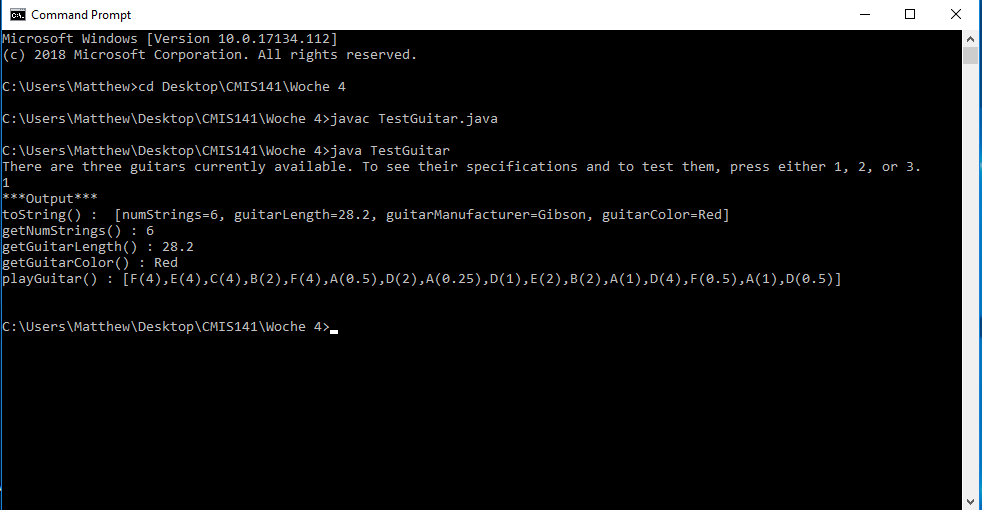 Command Prompt
Microsoft Windows [Version 10.0.17134.112]
(c) 2018 Microsoft Corporation. All rights reserved.
C:\Users\Matthew>cd Desktop\CMIS141\Woche 4
C:\Users\Matthew\Desktop\CMIS141\Woche 4>javac TestGuitar.java
C:\Users\Matthew\Desktop\CMIS141\Woche 4>java TestGuitar
There are three guitars currently available. To see their specifications and to test them, press either 1, 2, or 3.
1
***Output***
toString() :  [numStrings=6, guitarLength=28.2, guitarManufacturer=Gibson, guitarColor=Red]
getNumStrings() : 6
getGuitarLength() : 28.2
getGuitarColor() : Red
playGuitar() : [F(4),E(4),C(4),B(2),F(4),A(0.5),D(2),A(0.25),D(1),E(2),B(2),A(1),D(4),F(0.5),A(1),D(0.5)]
C:\Users\Matthew\Desktop\CMIS141\Woche 4>